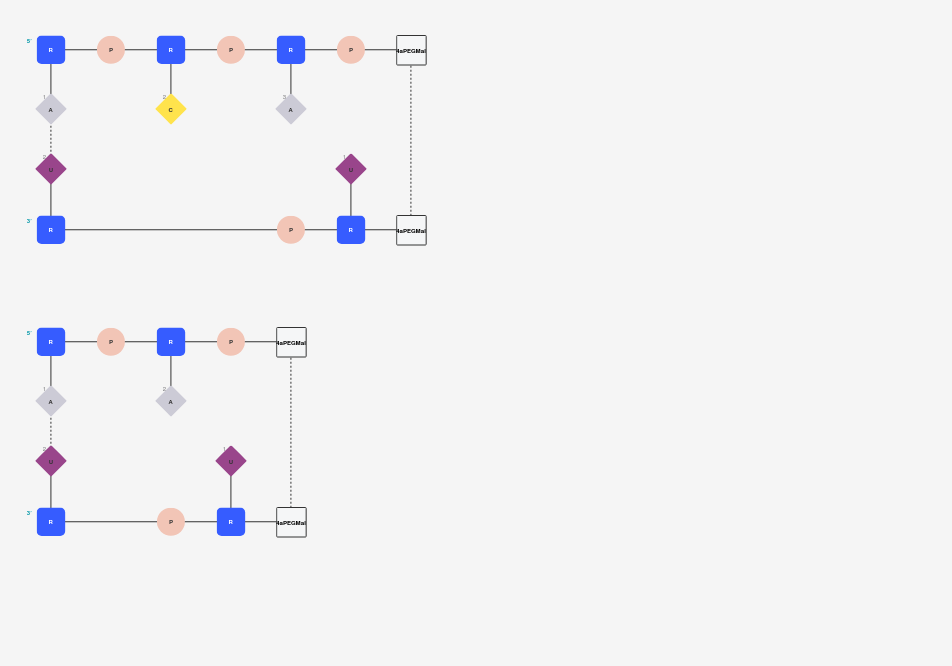 5'
R P R P R P 4aPEGMal
1 2 3
A C A
2 1
U U
3'
R P R 4aPEGMal
5'
R P R P 4aPEGMal
1 2
A A
2 1
U U
3'
R P R 4aPEGMal